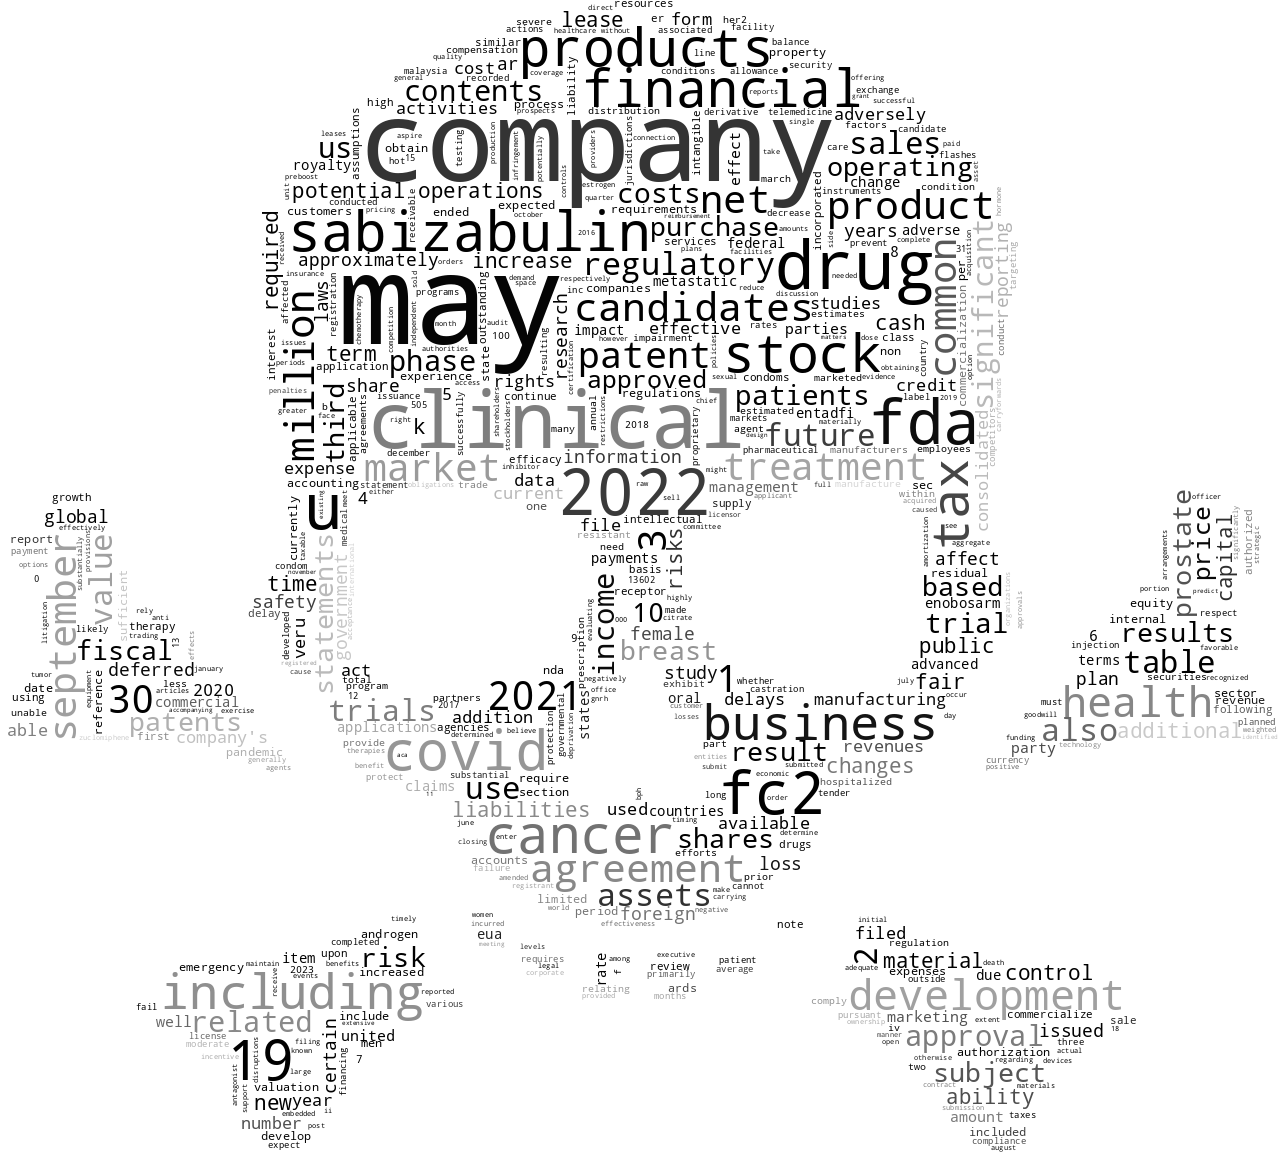 direct resources
severe lease er form her2
actions healthcare without associated facility
similar products balance
compensation line property
quality cost ar security
malaysia recorded coverage conditions allowance offering
general contents financial exchange
liability reports grant successful
high activities process prospects distribution derivative telemedicine adversely
assumptions company single factors candidate
leases aspire testing production infringement potentially providers jurisdictions connection intangible effect take
us obtain hot 15 care sales paid
royalty flashes
preboost controls march operating asset
unit potential operations estrogen costs net incorporated change condition
conducted receivable quarter instruments hormone
customers pricing ended expected october requirements reimbursement decrease product
required received sabizabulin 2016 purchase amounts side years adverse significant reporting targeting
services federal prevent complete common
approximately orders increase plans facilities regulatory drug 8 31 acquisition
insurance sold demand space respectively metastatic discussion needed per
affected laws registration may programs outstanding inc companies reduce candidates studies
million chemotherapy competition independent month audit 100 research however impact effective rates parties estimates cash commercialization conduct
interest issues term authorities state resulting impairment patent policies stock matters dose class
periods application phase certification non country option
penalties share experience access rights approved sexual condoms marketed evidence obtaining credit
greater third issuance 505 5 continue regulations chief patients label 2019 carryforwards
b face applicable agreements right k clinical successfully shareholders stockholders many annual restrictions 2018 proprietary markets estimated entadfi fda competitors
december agent design materially future consolidated
efficacy information pharmaceutical manufacturers employees
expense market inhibitor might treatment tax
accounting statement obligations trade data raw sell management applicant full manufacture sec
growth u existing 4 either current 2022 licensor supply within prostate officer
global medical meet one acquired
effectively file intellectual committee caused see price capital significantly authorized strategic
report september value substantially provisions currently taxable resistant 3 risks amortization aggregate arrangements
payment statements government international need payments affect
options condom november income basis residual predict
0 time 13602 based portion
sufficient acceptance receptor highly organizations approvals
safety evaluating 10 made citrate enobosarm equity respect
litigation rely anti delay developed 000 trial internal
likely therapy veru 9 female public 6 results favorable
trading 13 effects prescription breast injection
fiscal registered advanced terms table
tumor deferred january cause act nda negatively study 1 whether july fair plan securities recognized
date equipment less total exhibit castration occur
using reference 30 articles 2020 program partners 2021 office oral delays manufacturing must health sector
commercial accompanying exercise 12 2017 gnrh states customer goodwill revenue
unable patents trials addition losses business day following
able zuclomiphene first company's applications agencies determined believe governmental deprivation also additional planned weighted
pandemic provide covid protection part result revenues funding party identified
generally therapies aca entities technology
agents benefit substantial require submit submitted changes currency
protect claims use section economic hospitalized positive
11 long fc2 order tender
liabilities used countries
june timing available
closing enter cancer shares determine
accounts efforts drugs
failure agreement loss
amended prior
registrant assets make cannot
limited carrying
world period foreign negative
timely women effectiveness note initial
androgen incurred filed
completed eua 2 regulation
item upon risk meeting levels among executive patient material death
emergency maintain 2023 benefits requires rate f review average adequate expenses due control
receive events increased legal primarily outside
including corporate ards development
reported relating months comply
fail various provided pursuant commercialize
well related include ownership marketing extent sale
license extensive united iv issued 18
moderate 19 filing certain men manner approval three
incentive disruptions known 7 open authorization actual
antagonist support large financing otherwise regarding devices
valuation two subject
new year contract materials
embedded ii ability
number post submission amount taxes
develop included
expect compliance
august